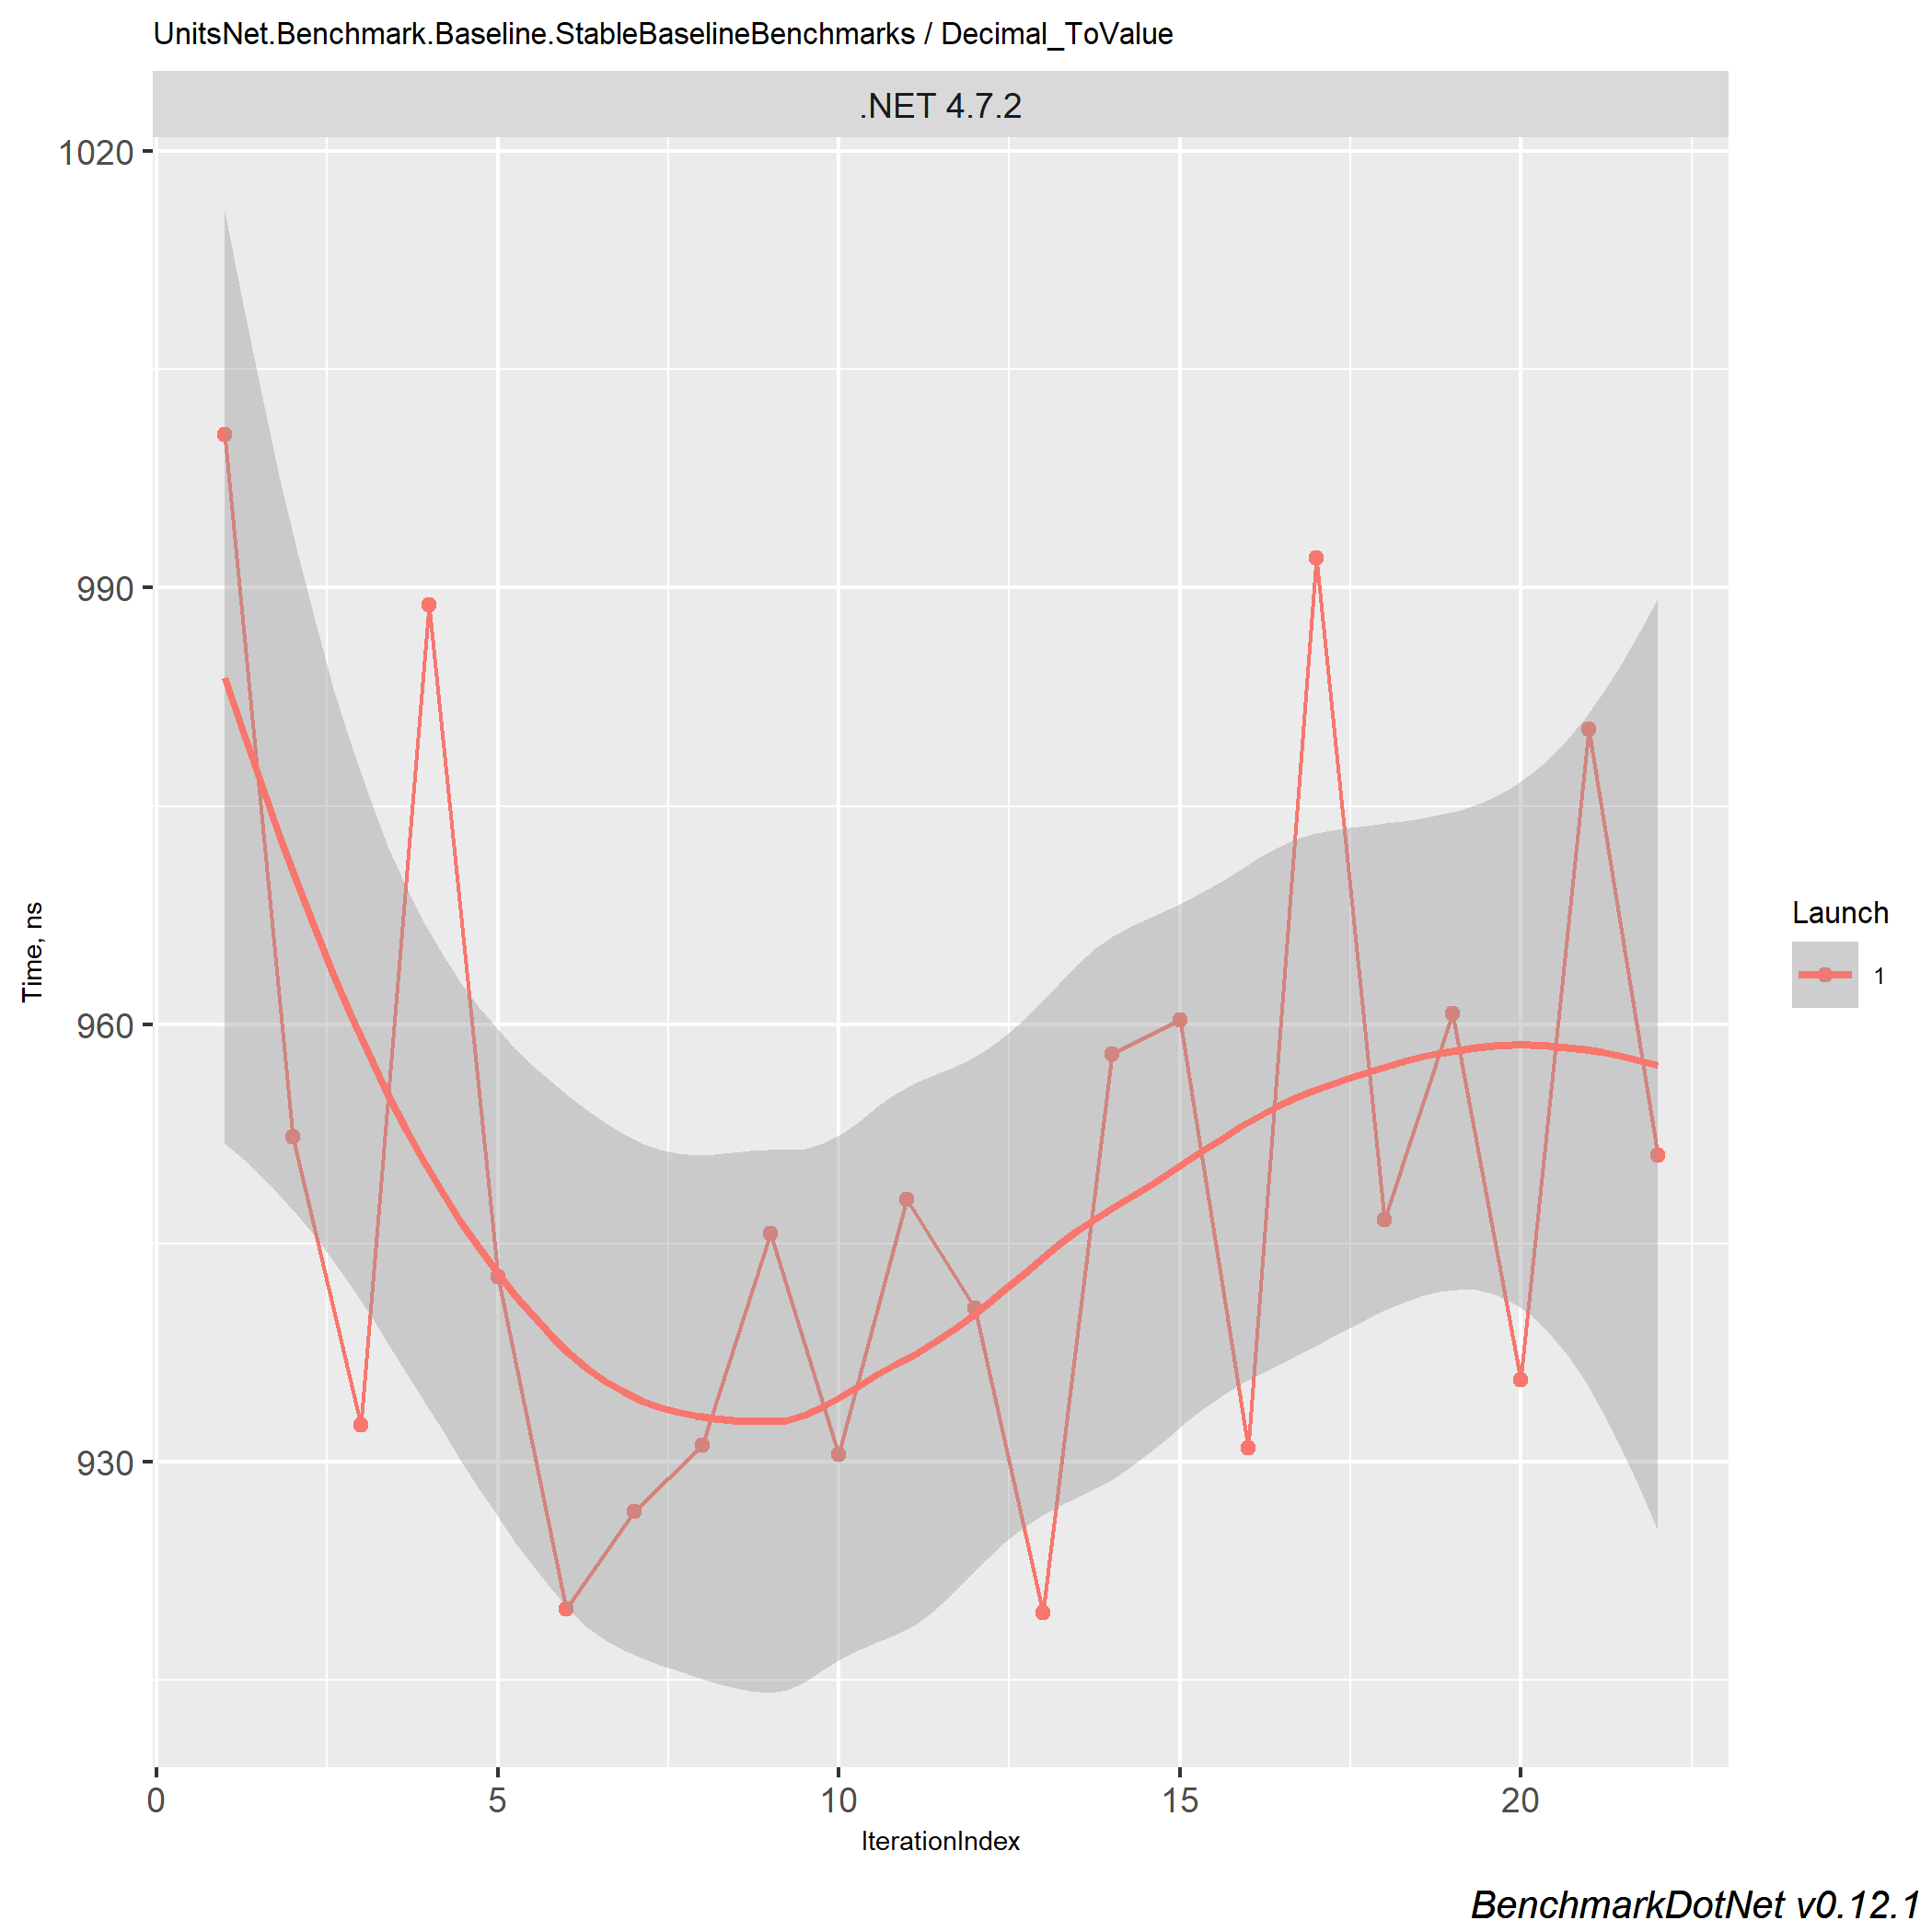 UnitsNet.Benchmark.Baseline.StableBaselineBenchmarks / Decimal_ToValue
.NET 4.7.2
1020
990
960
930
Time, ns
0 5 10 15 20
IterationIndex
Launch
1
BenchmarkDotNet v0.12.1